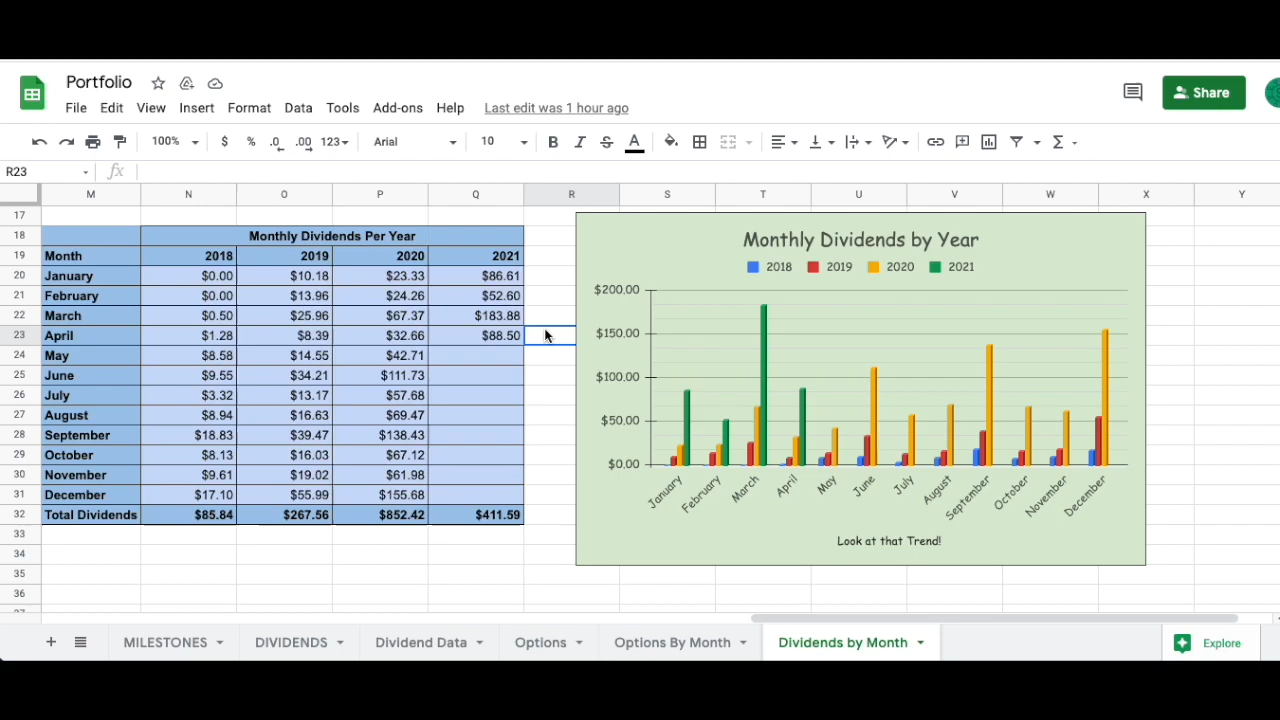 Portfolio
File Edit View Insert Format Data Tools Add-ons Help Last edit was 1 hour ago
Share
100% $ % .0 .00 123 Arial 10 B I S A Σ
R23 fx
M N O P Q R S T U V W X Y
17
18 Monthly Dividends Per Year
19 Month 2018 2019 2020 2021
20 January $0.00 $10.18 $23.33 $86.61
21 February $0.00 $13.96 $24.26 $52.60
22 March $0.50 $25.96 $67.37 $183.88
23 April $1.28 $8.39 $32.66 $88.50
24 May $8.58 $14.55 $42.71
25 June $9.55 $34.21 $111.73
26 July $3.32 $13.17 $57.68
27 August $8.94 $16.63 $69.47
28 September $18.83 $39.47 $138.43
29 October $8.13 $16.03 $67.12
30 November $9.61 $19.02 $61.98
31 December $17.10 $55.99 $155.68
32 Total Dividends $85.84 $267.56 $852.42 $411.59
33
34
35
36
Monthly Dividends by Year
2018 2019 2020 2021
$200.00
$150.00
$100.00
$50.00
$0.00
January February March April May June July August September October November December
Look at that Trend!
MILESTONES DIVIDENDS Dividend Data Options Options By Month Dividends by Month Explore